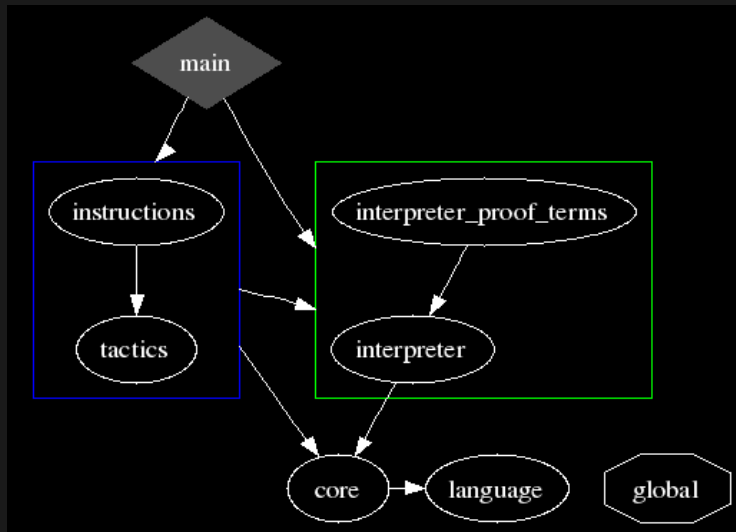 main
instructions
interpreter_proof_terms
tactics
interpreter
core
language
global